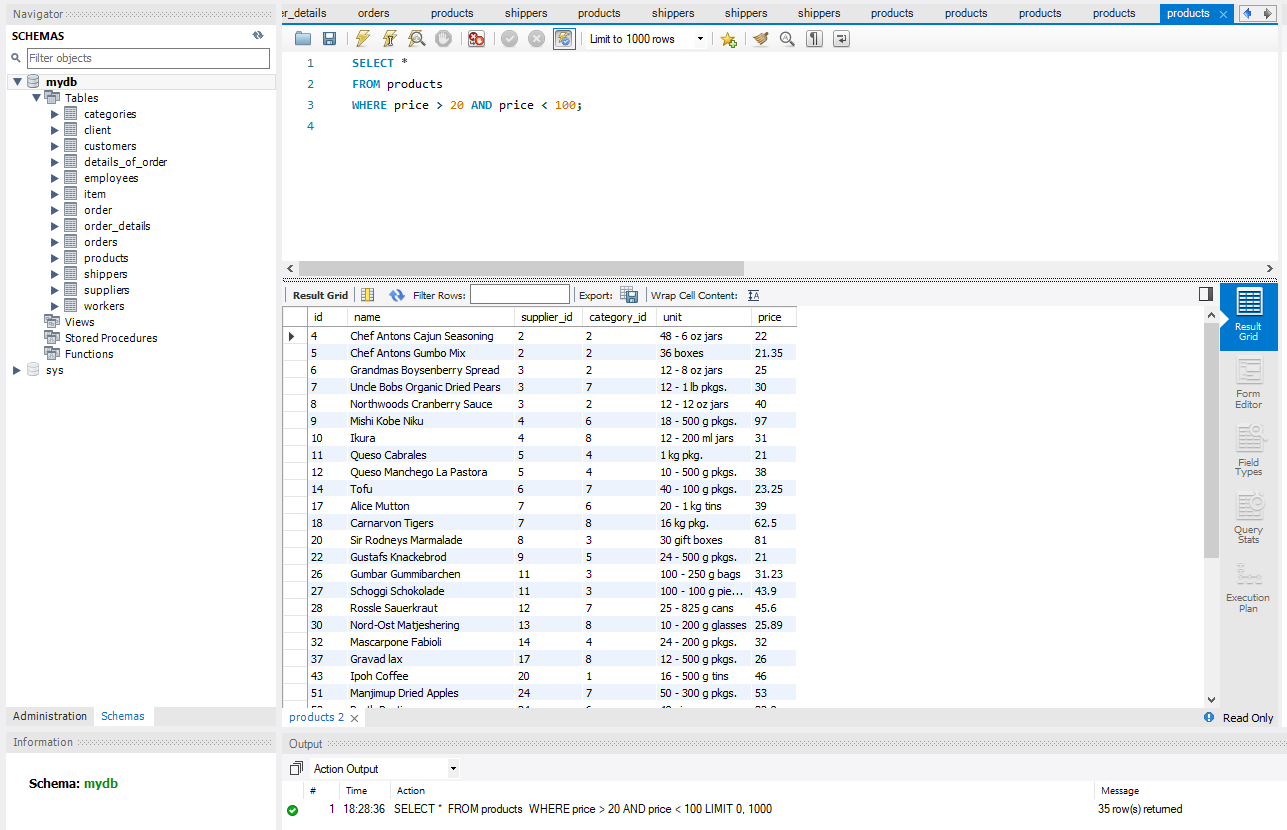 Navigator
SCHEMAS
Filter objects
mydb
Tables
categories
client
customers
details_of_order
employees
item
order
order_details
orders
products
shippers
suppliers
workers
Views
Stored Procedures
Functions
sys
Administration Schemas
Information
Schema: mydb
er_details orders products shippers products shippers shippers shippers products products products products products
Limit to 1000 rows
1 SELECT *
2 FROM products
3 WHERE price > 20 AND price < 100;
4
Result Grid Filter Rows: Export: Wrap Cell Content: IA
id name supplier_id category_id unit price
4 Chef Antons Cajun Seasoning 2 2 48 - 6 oz jars 22
5 Chef Antons Gumbo Mix 2 2 36 boxes 21.35
6 Grandmas Boysenberry Spread 3 2 12 - 8 oz jars 25
7 Uncle Bobs Organic Dried Pears 3 7 12 - 1 lb pkgs. 30
8 Northwoods Cranberry Sauce 3 2 12 - 12 oz jars 40
9 Mishi Kobe Niku 4 6 18 - 500 g pkgs. 97
10 Ikura 4 8 12 - 200 ml jars 31
11 Queso Cabrales 5 4 1 kg pkg. 21
12 Queso Manchego La Pastora 5 4 10 - 500 g pkgs. 38
14 Tofu 6 7 40 - 100 g pkgs. 23.25
17 Alice Mutton 7 6 20 - 1 kg tins 39
18 Carnarvon Tigers 7 8 16 kg pkg. 62.5
20 Sir Rodneys Marmalade 8 3 30 gift boxes 81
22 Gustafs Knackebrod 9 5 24 - 500 g pkgs. 21
26 Gumbar Gummibarchen 11 3 100 - 250 g bags 31.23
27 Schoggi Schokolade 11 3 100 - 100 g pie... 43.9
28 Rossle Sauerkraut 12 7 25 - 825 g cans 45.6
30 Nord-Ost Matjeshering 13 8 10 - 200 g glasses 25.89
32 Mascarpone Fabioli 14 4 24 - 200 g pkgs. 32
37 Gravad lax 17 8 12 - 500 g pkgs. 26
43 Ipoh Coffee 20 1 16 - 500 g tins 46
51 Manjimup Dried Apples 24 7 50 - 300 g pkgs. 53
Result
Grid
Form
Editor
Field
Types
Query
Stats
Execution
Plan
products 2 Read Only
Output
Action Output
# Time Action Message
1 18:28:36 SELECT * FROM products WHERE price > 20 AND price < 100 LIMIT 0, 1000 35 row(s) returned